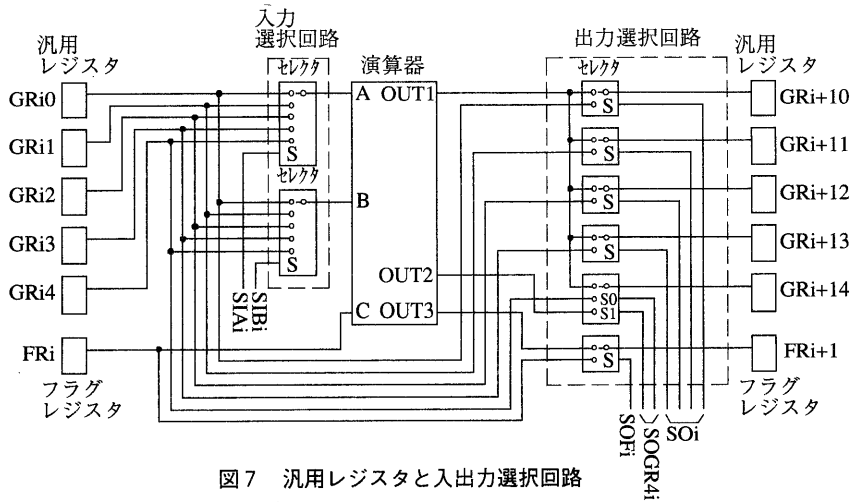 入力
選択回路
汎用
レジスタ
セレクタ
演算器
出力選択回路
セレクタ
汎用
レジスタ
GRi0
GRi1
GRi2
GRi3
GRi4
FRi
フラグ
レジスタ
S
セレクタ
S
SIAi
SIBi
A OUT1
B
OUT2
C OUT3
S
S
S
S
S0
S1
S
GRi+10
GRi+11
GRi+12
GRi+13
GRi+14
FRi+1
フラグ
レジスタ
SOFi
SOGR4i
SOi
図7 汎用レジスタと入出力選択回路